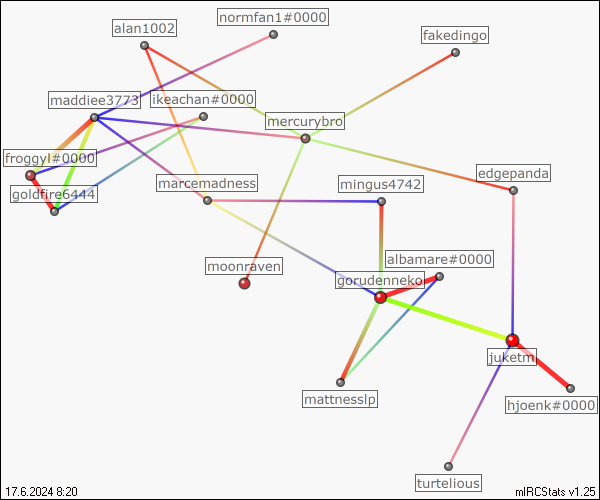 normfan1#0000
alan1002
fakedingo
maddiee3773
ikeachan#0000
mercurybro
froggyl#0000
edgepanda
marcemadness
mingus4742
goldfire6444
albamare#0000
moonraven
gorudenneko
juketm
mattnesslp
hjoenk#0000
turtelious
17.6.2024 8:20
mIRCStats v1.25